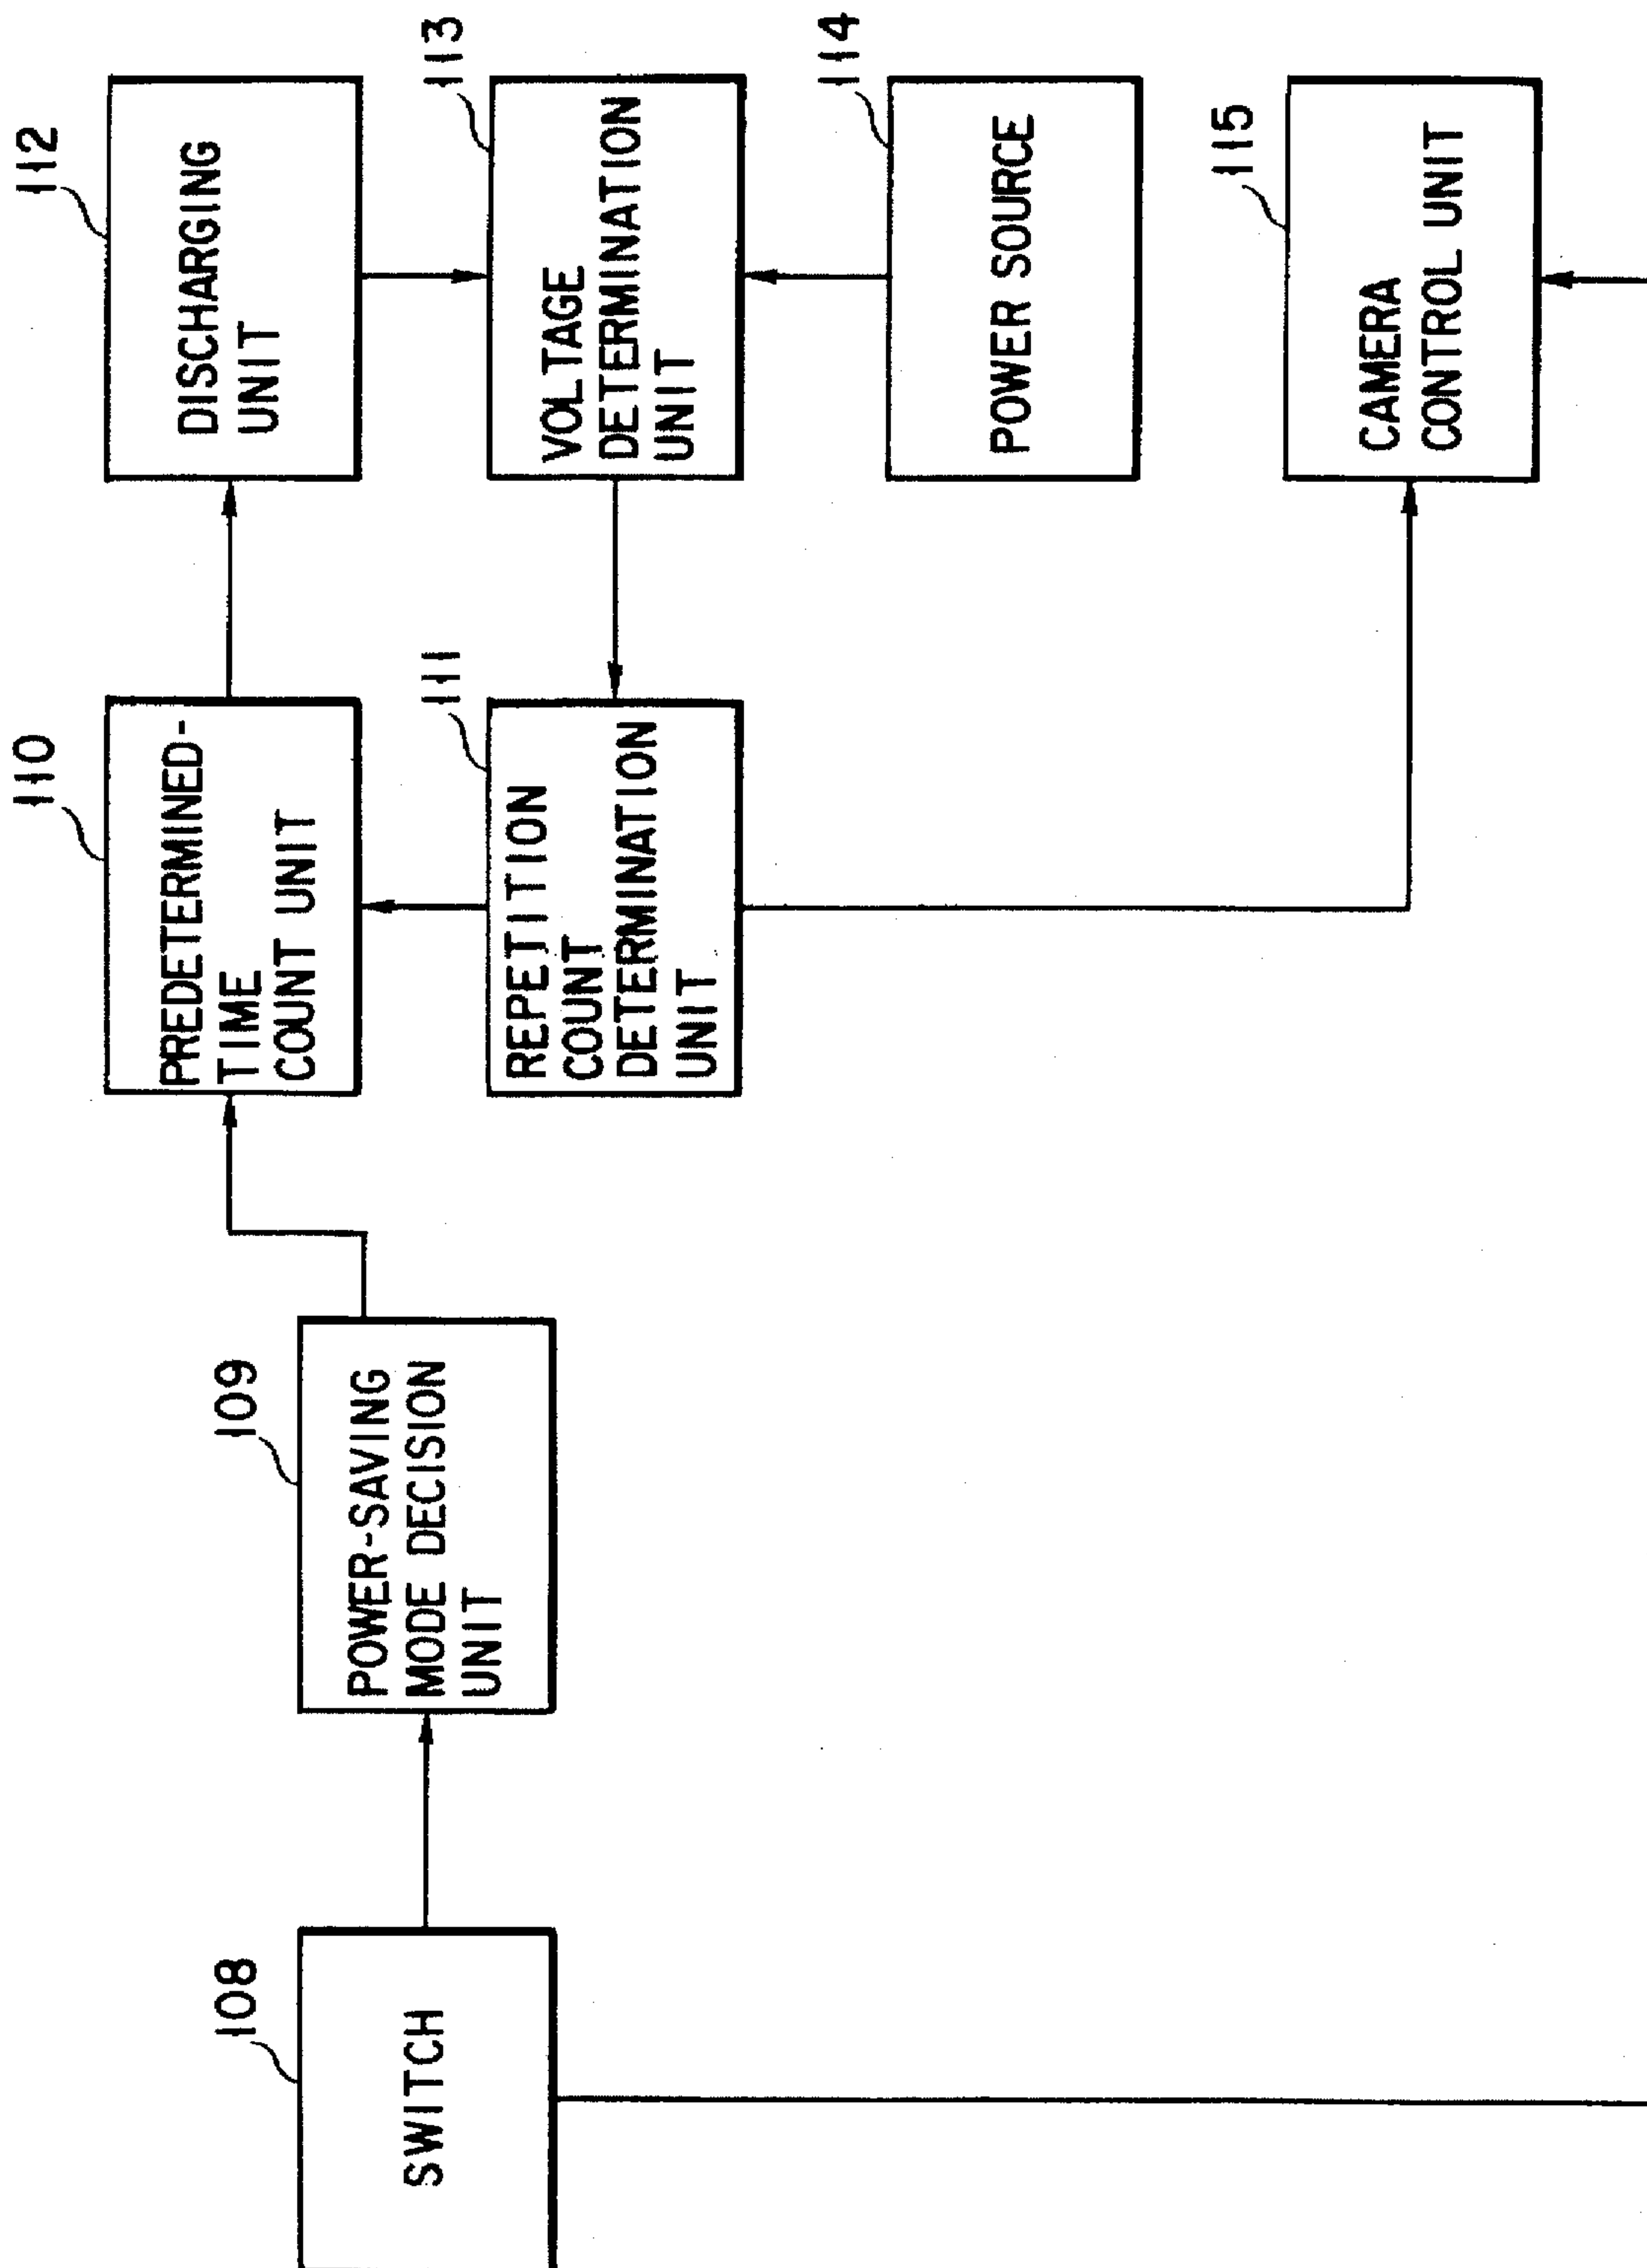 108
SWITCH
109
POWER-SAVING
MODE DECISION
UNIT
110
PREDETERMINED-
TIME
COUNT UNIT
111
REPETITION
COUNT
DETERMINATION
UNIT
112
DISCHARGING
UNIT
113
VOLTAGE
DETERMINATION
UNIT
114
POWER SOURCE
115
CAMERA
CONTROL UNIT